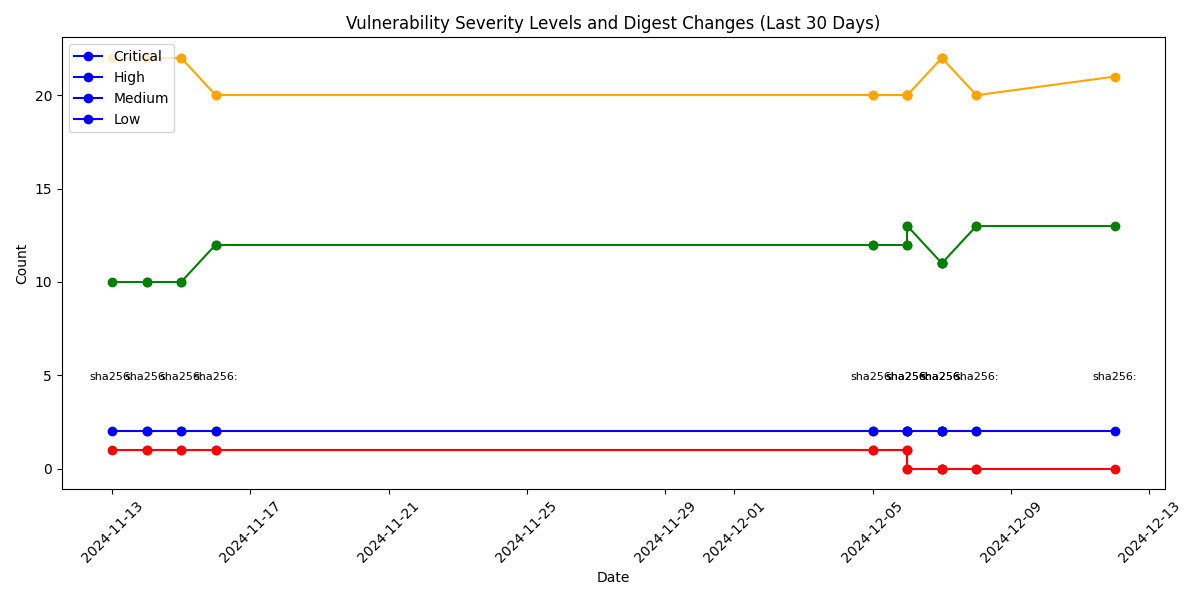 Vulnerability Severity Levels and Digest Changes (Last 30 Days)
Critical
High
Medium
Low
Count
20
15
10
5
0
sha256: sha256: sha256: sha256: sha256: sha256: sha256: sha256: sha256:
2024-11-13 2024-11-17 2024-11-21 2024-11-25 2024-11-29 2024-12-01 2024-12-05 2024-12-09 2024-12-13
Date